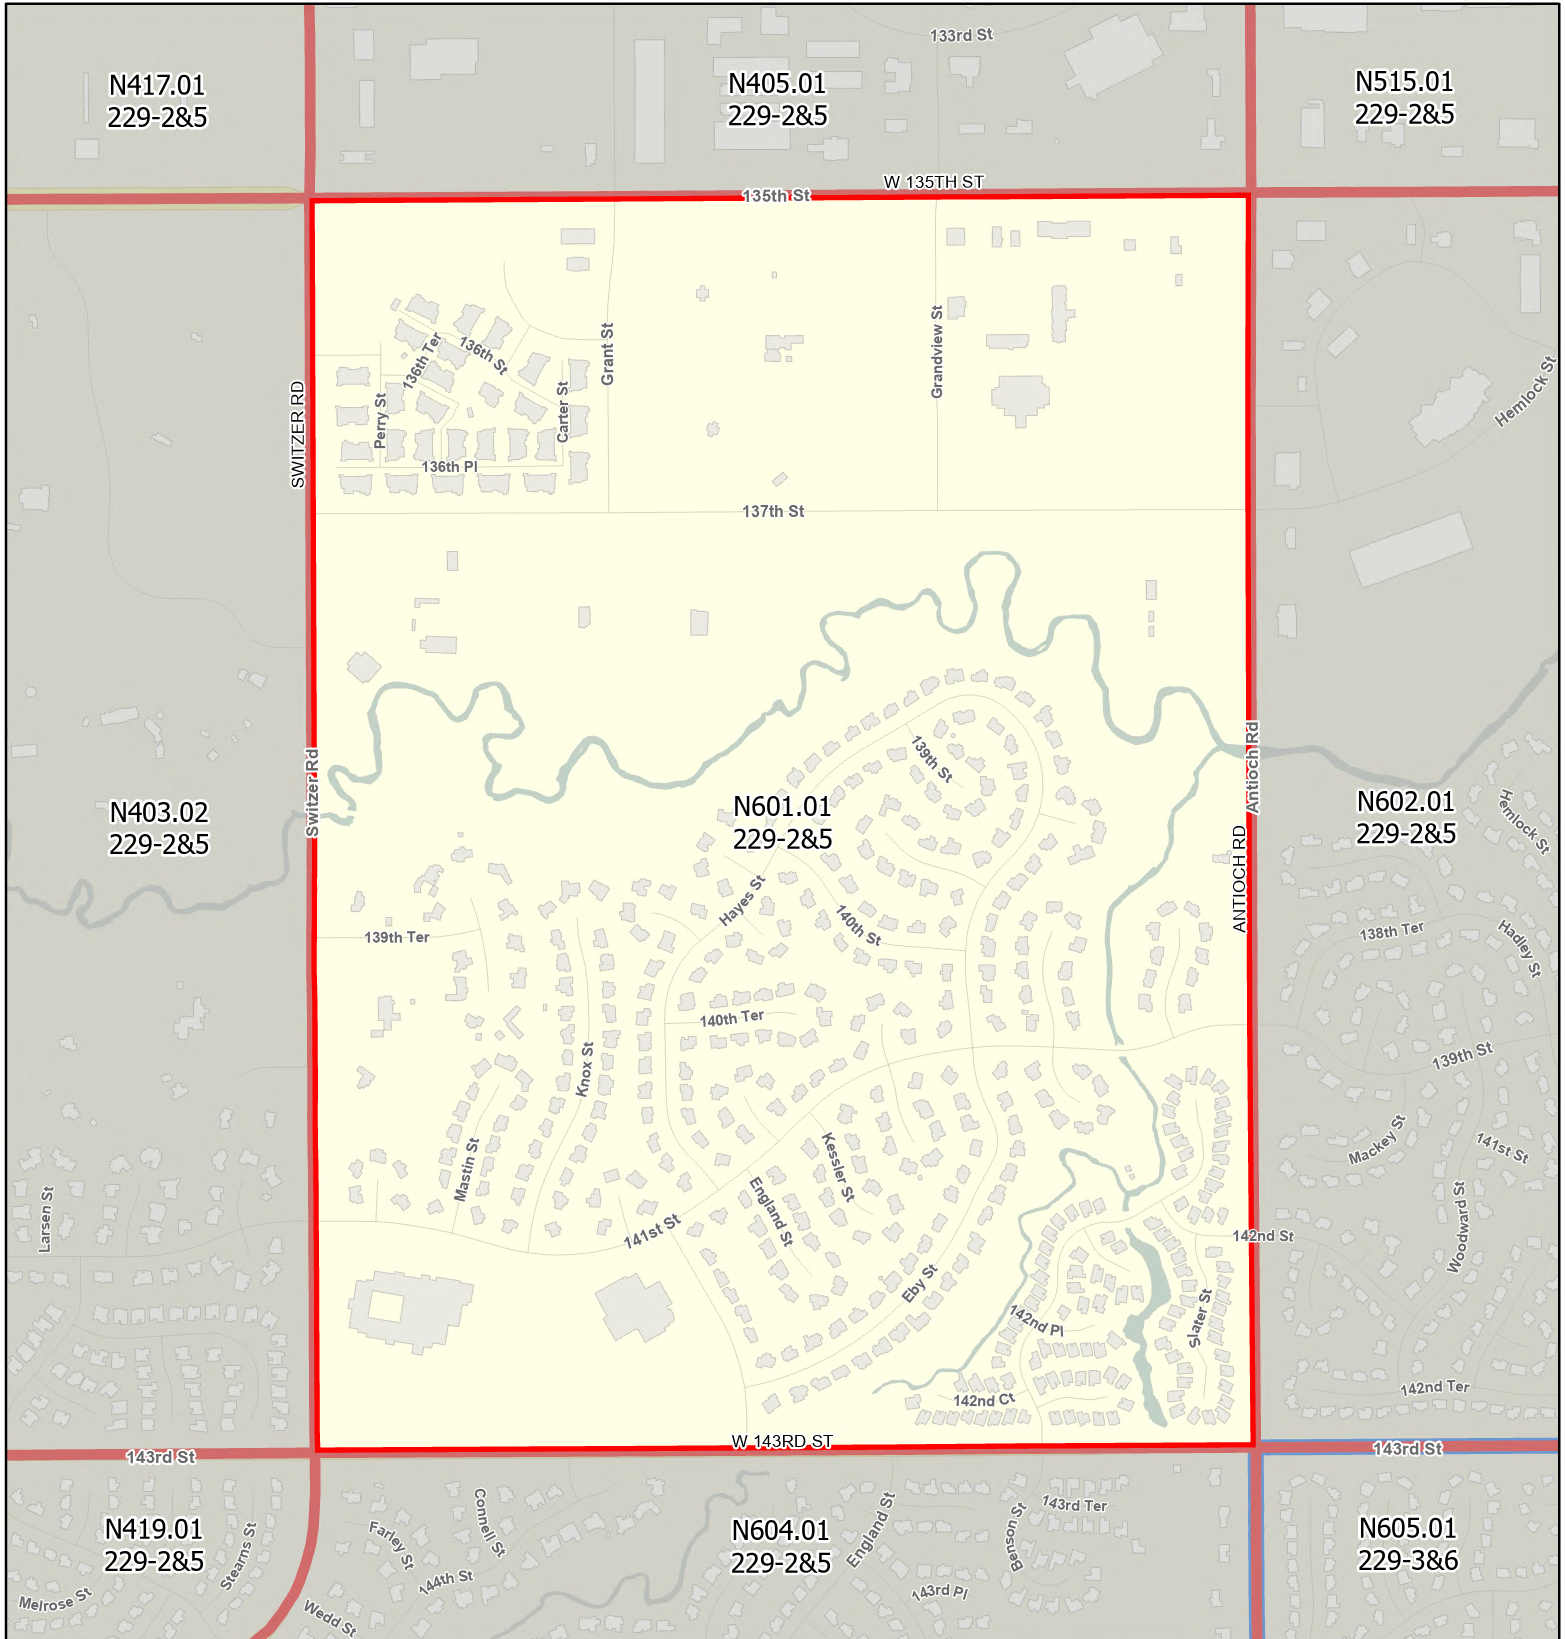 133rd St
N417.01
229-2&5
N405.01
229-2&5
N515.01
229-2&5
W 135TH ST
135th St
Grant St
Grandview St
136th Ter
136th St
Hemlock St
SWITZER RD
Perry St
Carter St
136th Pl
137th St
Switzer Rd
Antioch Rd
139th St
N403.02
229-2&5
N601.01
229-2&5
N602.01
229-2&5
Hemlock St
ANTIOCH RD
Hayes St
140th St
139th Ter
138th Ter
Hadley St
140th Ter
Knox St
139th St
Mastin St
Kessler St
Mackey St
141st St
Larsen St
England St
141st St
142nd St
Woodward St
Eby St
142nd Pl
Slater St
142nd Ct
142nd Ter
W 143RD ST
143rd St
143rd St
Connell St
England St
Benson St
143rd Ter
N419.01
229-2&5
Stearns St
Farley St
N604.01
229-2&5
N605.01
229-3&6
144th St
143rd Pl
Melrose St
Wedd St